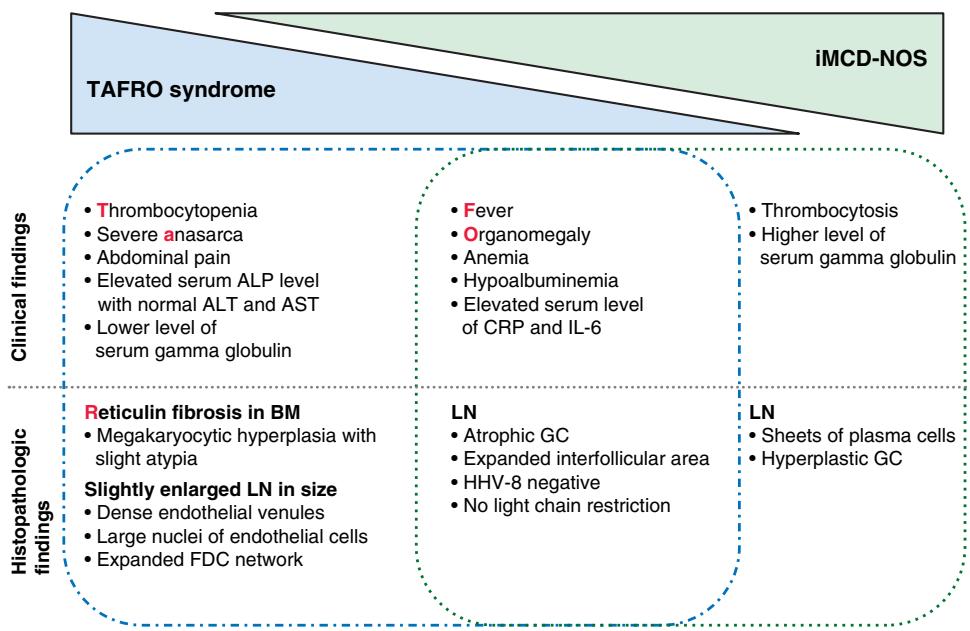 TAFRO syndrome
iMCD-NOS
Clinical findings
• Thrombocytopenia
• Severe anasarca
• Abdominal pain
• Elevated serum ALP level
with normal ALT and AST
• Lower level of
serum gamma globulin
• Fever
• Organomegaly
• Anemia
• Hypoalbuminemia
• Elevated serum level
of CRP and IL-6
• Thrombocytosis
• Higher level of
serum gamma globulin
Histopathologic
findings
Reticulin fibrosis in BM
• Megakaryocytic hyperplasia with
slight atypia
Slightly enlarged LN in size
• Dense endothelial venules
• Large nuclei of endothelial cells
• Expanded FDC network
LN
• Atrophic GC
• Expanded interfollicular area
• HHV-8 negative
• No light chain restriction
LN
• Sheets of plasma cells
• Hyperplastic GC